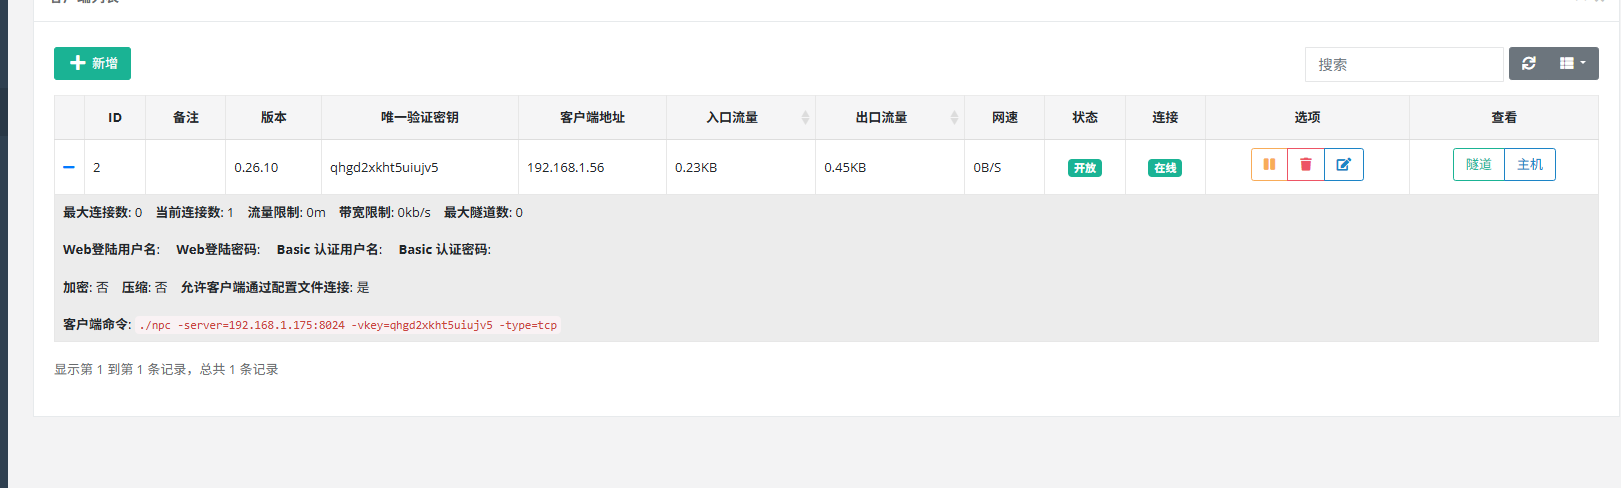 新增
搜索
ID 备注 版本 唯一验证密钥 客户端地址 入口流量 出口流量 网速 状态 连接 选项 查看
2 0.26.10 qhgd2xkht5uiujv5 192.168.1.56 0.23KB 0.45KB 0B/S 开放 在线 隧道 主机
最大连接数: 0 当前连接数: 1 流量限制: 0m 带宽限制: 0kb/s 最大隧道数: 0
Web登陆用户名: Web登陆密码: Basic 认证用户名: Basic 认证密码:
加密: 否 压缩: 否 允许客户端通过配置文件连接: 是
客户端命令: ./npc -server=192.168.1.175:8024 -vkey=qhgd2xkht5uiujv5 -type=tcp
显示第 1 到第 1 条记录，总共 1 条记录